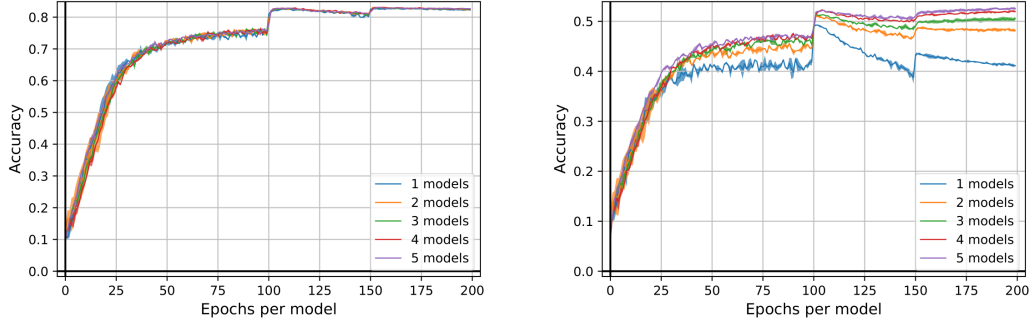 0.8
0.7
0.6
0.5
0.4
0.3
0.2
0.1
0.0
Accuracy
0 25 50 75 100 125 150 175 200
Epochs per model
1 models
2 models
3 models
4 models
5 models
0.5
0.4
0.3
0.2
0.1
0.0
Accuracy
0 25 50 75 100 125 150 175 200
Epochs per model
1 models
2 models
3 models
4 models
5 models